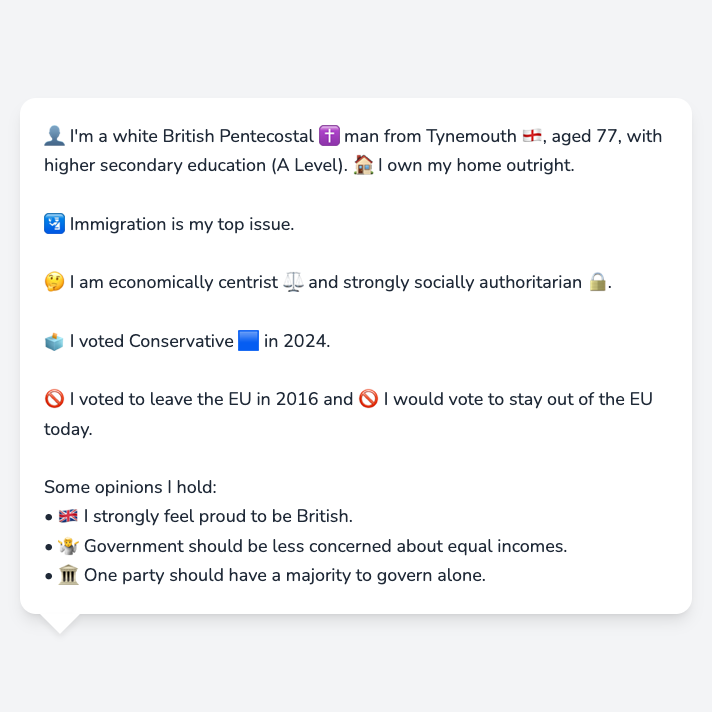 👤 I'm a white British Pentecostal ✝️ man from Tynemouth 🏴󠁧󠁢󠁥󠁮󠁧󠁿, aged 77, with
higher secondary education (A Level). 🏠 I own my home outright.
🛂 Immigration is my top issue.
🤔 I am economically centrist ⚖️ and strongly socially authoritarian 🔒.
🗳️ I voted Conservative 🟦 in 2024.
🚫 I voted to leave the EU in 2016 and 🚫 I would vote to stay out of the EU
today.
Some opinions I hold:
• 🇬🇧 I strongly feel proud to be British.
• 🤷 Government should be less concerned about equal incomes.
• 🏛️ One party should have a majority to govern alone.